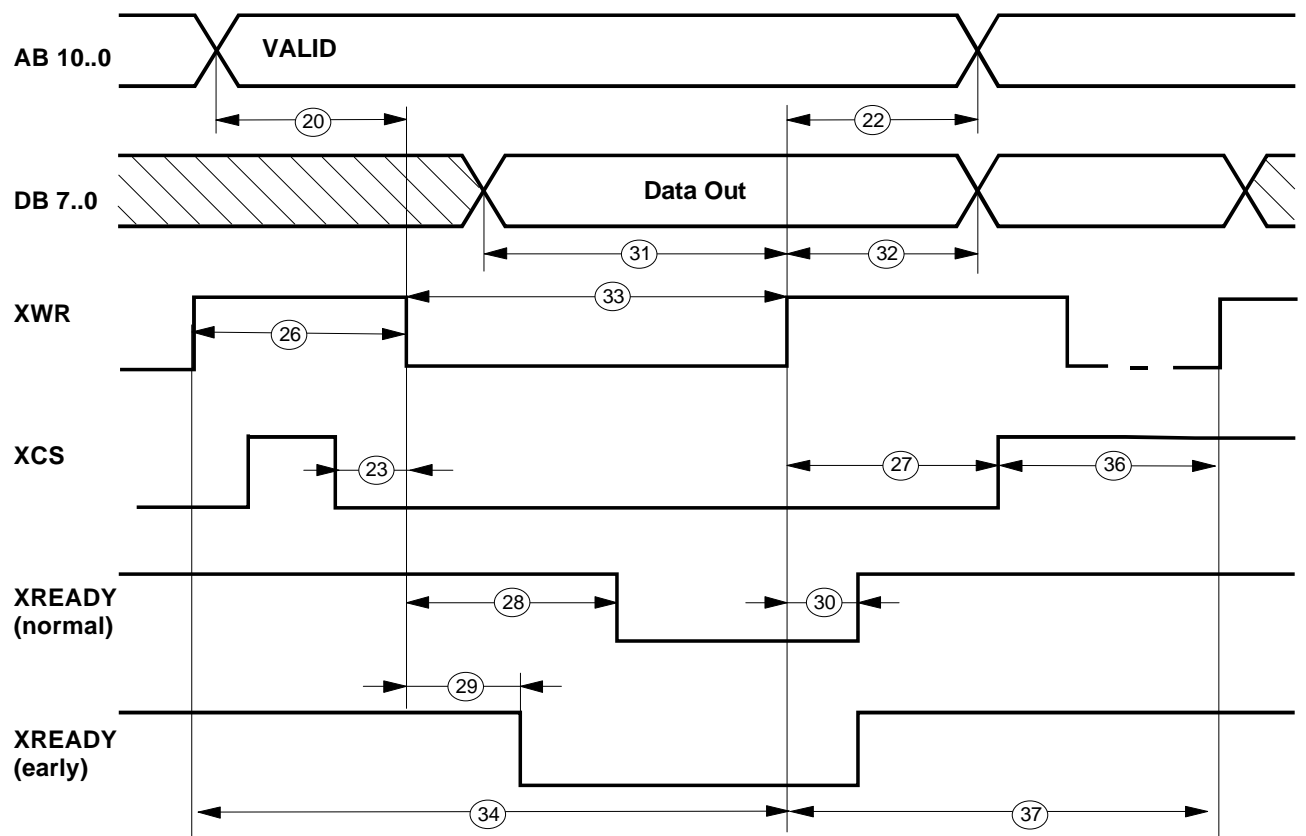 AB 10..0
VALID
20
22
DB 7..0
Data Out
31
32
XWR
33
26
XCS
23
27
36
XREADY
(normal)
28
30
29
XREADY
(early)
34
37